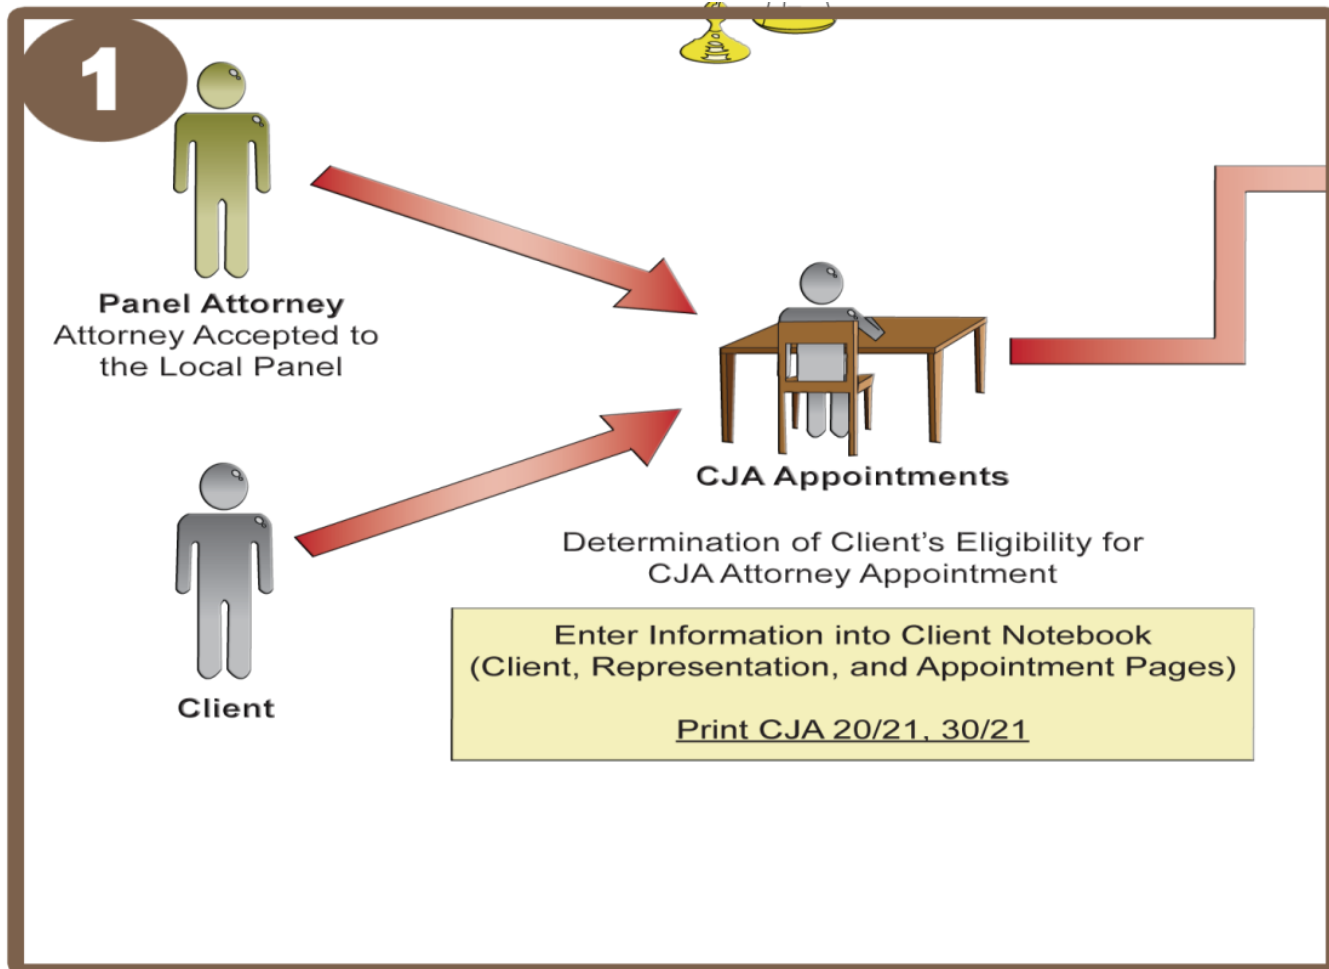 1
Panel Attorney
Attorney Accepted to
the Local Panel
CJA Appointments
Client
Determination of Client's Eligibility for
CJA Attorney Appointment
Enter Information into Client Notebook
(Client, Representation, and Appointment Pages)
Print CJA 20/21, 30/21